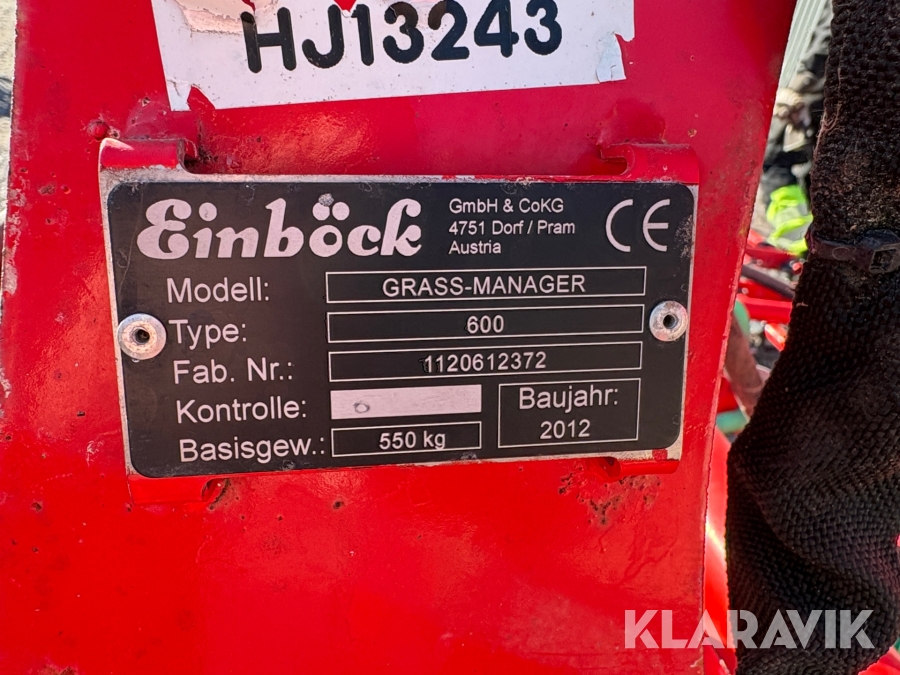 HJ13243
Einböck
GmbH & CoKG
4751 Dorf / Pram
Austria
CE
Modell: GRASS-MANAGER
Type: 600
Fab. Nr.: 1120612372
Kontrolle:
Baujahr:
2012
Basisgew.: 550 kg
KLARAVIK